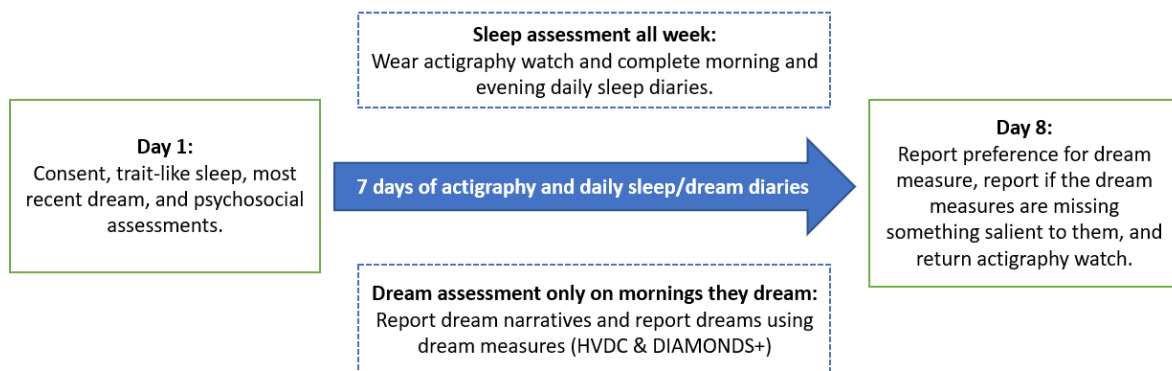 Sleep assessment all week:
Wear actigraphy watch and complete morning and
evening daily sleep diaries.
Day 1:
Consent, trait-like sleep, most
recent dream, and psychosocial
assessments.
7 days of actigraphy and daily sleep/dream diaries
Day 8:
Report preference for dream
measure, report if the dream
measures are missing
something salient to them, and
return actigraphy watch.
Dream assessment only on mornings they dream:
Report dream narratives and report dreams using
dream measures (HVDC & DIAMONDS+)